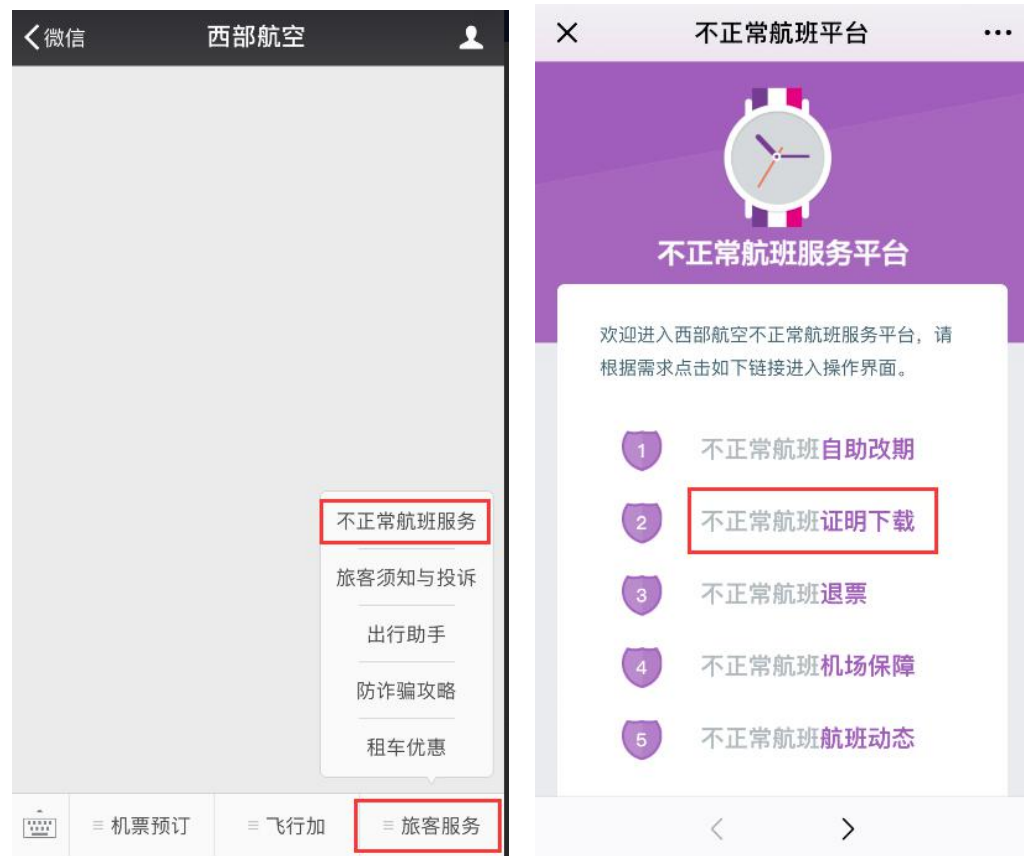 微信
西部航空
不正常航班服务
旅客须知与投诉
出行助手
防诈骗攻略
租车优惠
机票预订
飞行加
旅客服务
不正常航班平台
不正常航班服务平台
欢迎进入西部航空不正常航班服务平台，请
根据需求点击如下链接进入操作界面。
1 不正常航班自助改期
2 不正常航班证明下载
3 不正常航班退票
4 不正常航班机场保障
5 不正常航班航班动态